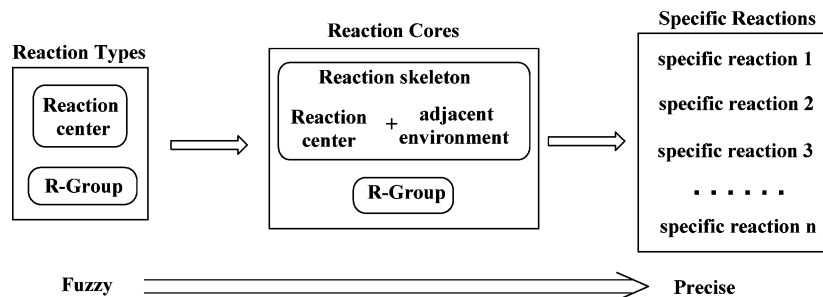 Reaction Types
Reaction
center
R-Group
Reaction Cores
Reaction skeleton
Reaction
center
+
adjacent
environment
R-Group
Specific Reactions
specific reaction 1
specific reaction 2
specific reaction 3
. . . . . .
specific reaction n
Fuzzy
Precise